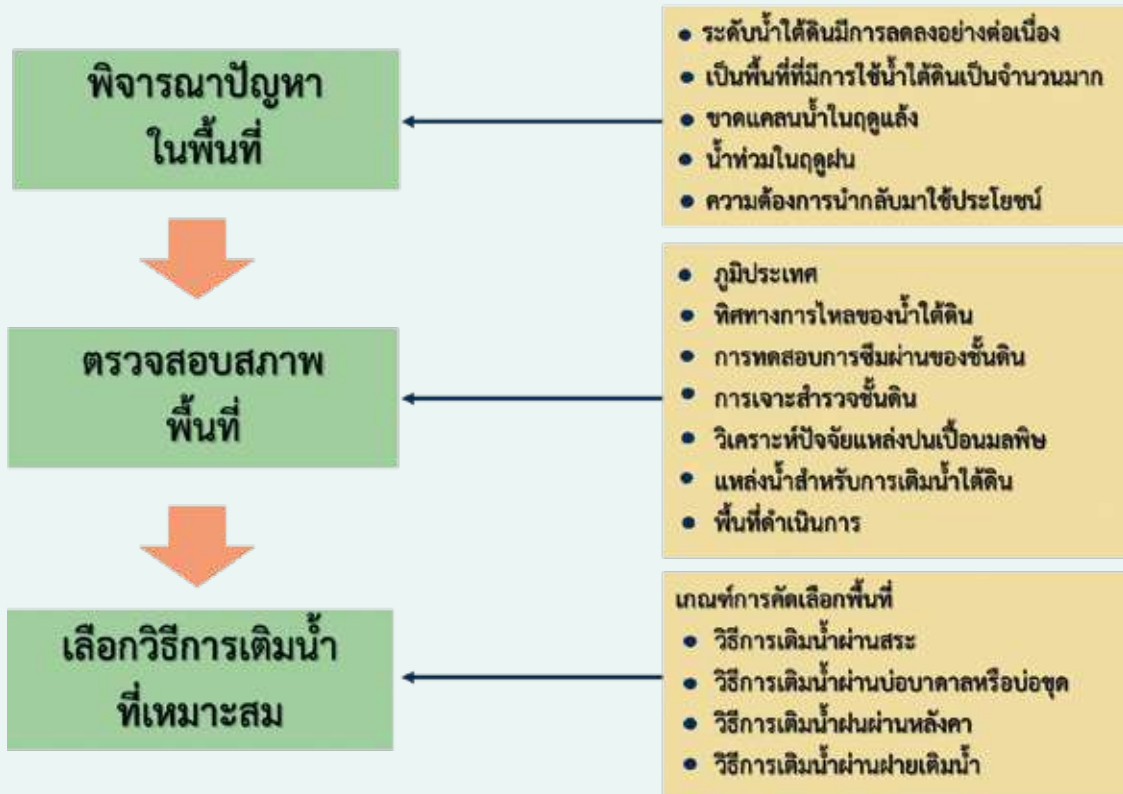 พิจารณาปัญหา
ในพื้นที่
● ระดับน้ำใต้ดินมีการลดลงอย่างต่อเนื่อง
● เป็นพื้นที่ที่มีการใช้น้ำใต้ดินเป็นจำนวนมาก
● ขาดแคลนน้ำในฤดูแล้ง
● น้ำท่วมในฤดูฝน
● ความต้องการนำกลับมาใช้ประโยชน์
ตรวจสอบสภาพ
พื้นที่
● ภูมิประเทศ
● ทิศทางการไหลของน้ำใต้ดิน
● การทดสอบการซึมผ่านของชั้นดิน
● การเจาะสำรวจชั้นดิน
● วิเคราะห์ปัจจัยแหล่งปนเปื้อนมลพิษ
● แหล่งน้ำสำหรับการเติมน้ำใต้ดิน
● พื้นที่ดำเนินการ
เลือกวิธีการเติมน้ำ
ที่เหมาะสม
เกณฑ์การคัดเลือกพื้นที่
● วิธีการเติมน้ำผ่านสระ
● วิธีการเติมน้ำผ่านบ่อบาดาลหรือบ่อขุด
● วิธีการเติมน้ำฝนผ่านหลังคา
● วิธีการเติมน้ำผ่านฝายเติมน้ำ